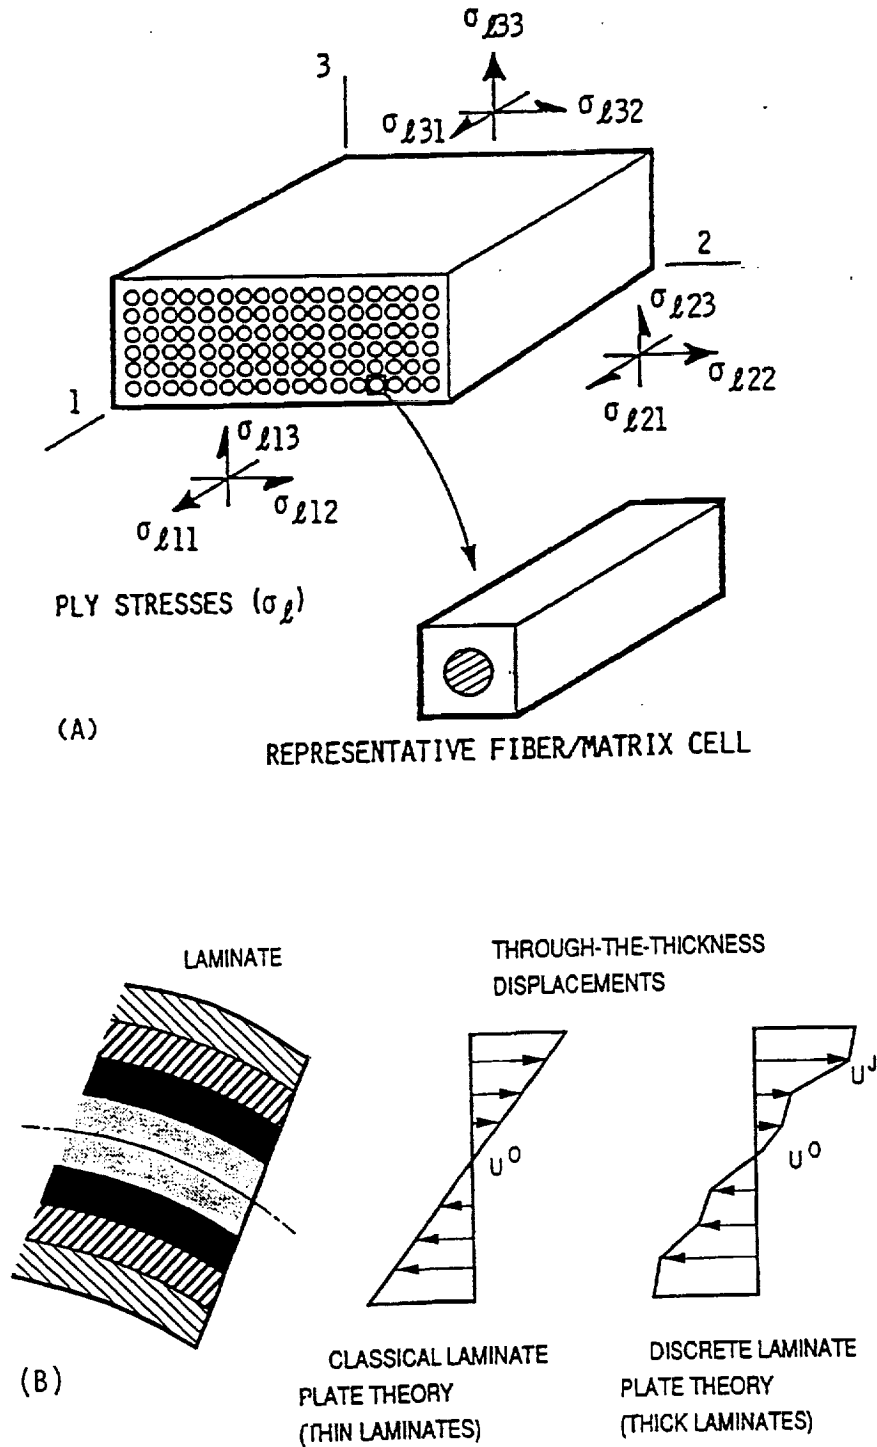 σℓ33
3
σℓ31
σℓ32
2
σℓ23
σℓ22
σℓ21
1
σℓ13
σℓ12
σℓ11
PLY STRESSES (σℓ)
(A)
REPRESENTATIVE FIBER/MATRIX CELL
LAMINATE
THROUGH-THE-THICKNESS
DISPLACEMENTS
U^J
U^O
U^O
CLASSICAL LAMINATE
PLATE THEORY
(THIN LAMINATES)
DISCRETE LAMINATE
PLATE THEORY
(THICK LAMINATES)
(B)